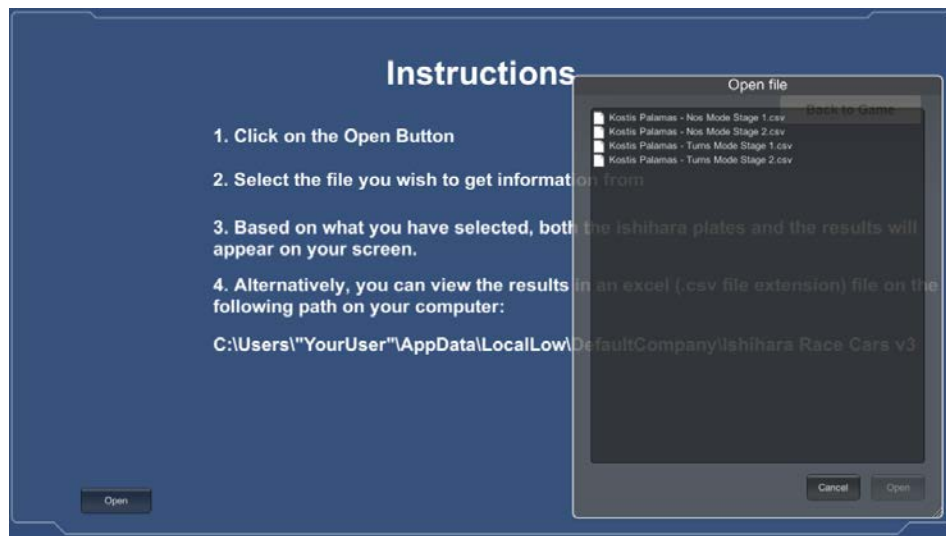 Instructions
1. Click on the Open Button
2. Select the file you wish to get information from
3. Based on what you have selected, both the ishihara plates and the results will
appear on your screen.
4. Alternatively, you can view the results in an excel (.csv file extension) file on the
following path on your computer:
C:\Users\"YourUser"\AppData\LocalLow\DefaultCompany\Ishihara Race Cars v3
Open
Open file
Back to Game
Kostis Palamas - Nos Mode Stage 1.csv
Kostis Palamas - Nos Mode Stage 2.csv
Kostis Palamas - Turns Mode Stage 1.csv
Kostis Palamas - Turns Mode Stage 2.csv
Cancel
Open